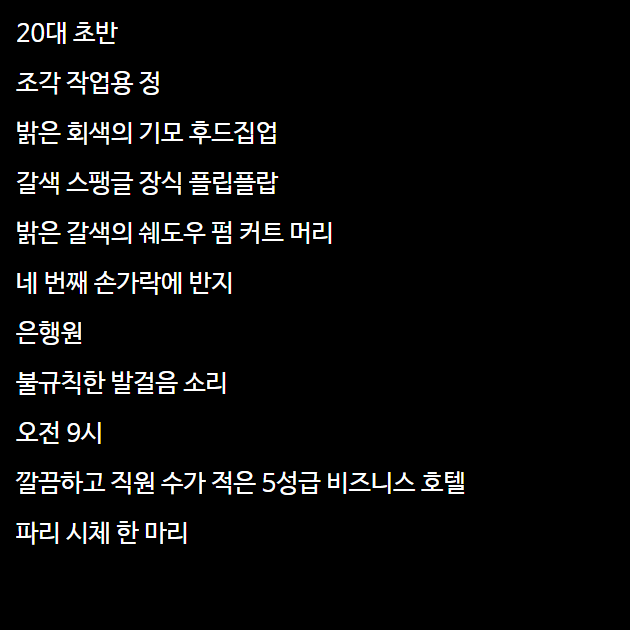 20대 초반
조각 작업용 정
밝은 회색의 기모 후드집업
갈색 스팽글 장식 플립플랍
밝은 갈색의 쉐도우 펌 커트 머리
네 번째 손가락에 반지
은행원
불규칙한 발걸음 소리
오전 9시
깔끔하고 직원 수가 적은 5성급 비즈니스 호텔
파리 시체 한 마리